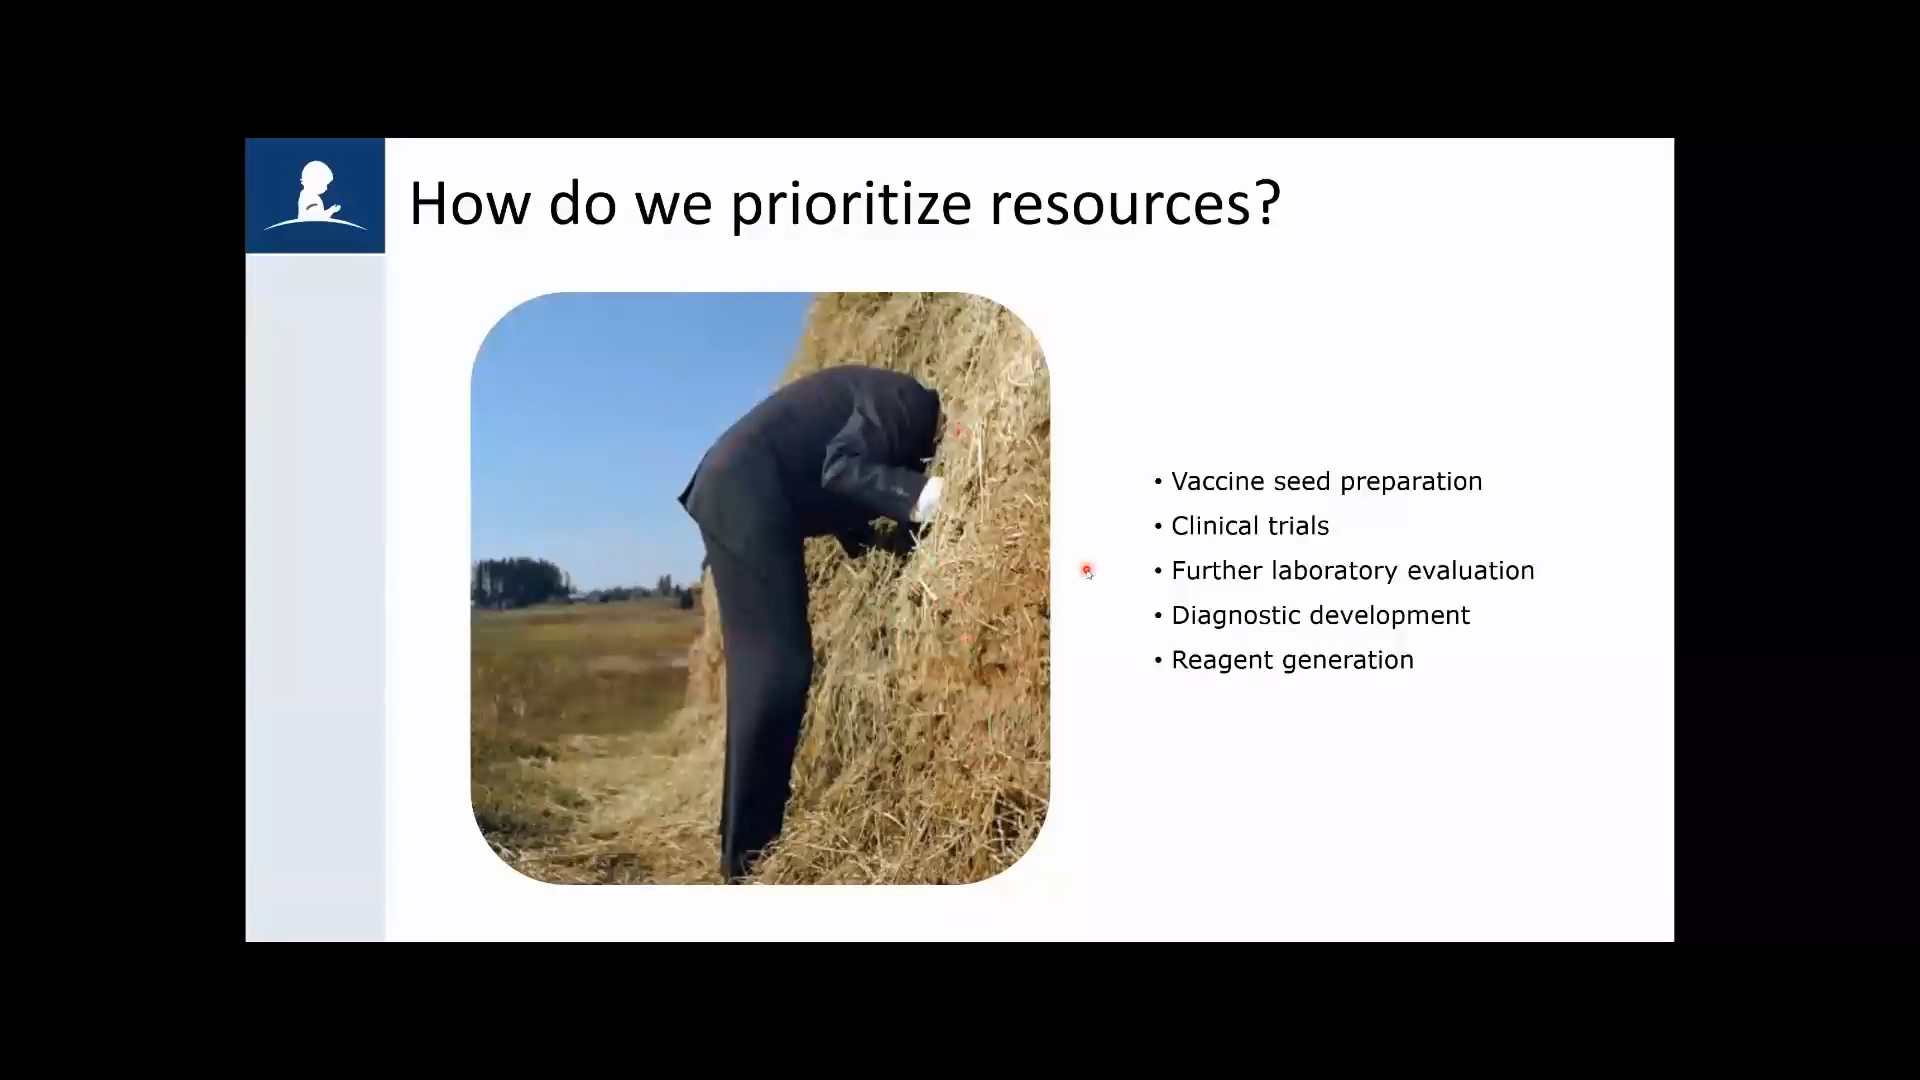 How do we prioritize resources?
• Vaccine seed preparation
• Clinical trials
• Further laboratory evaluation
• Diagnostic development
• Reagent generation